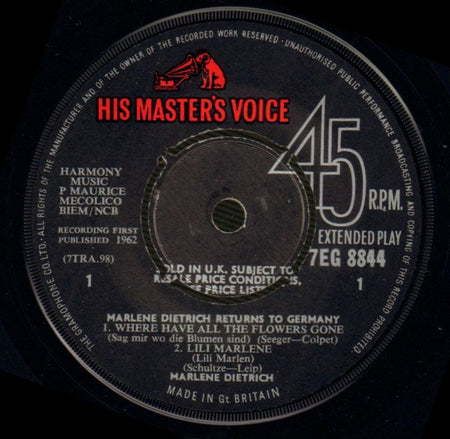 THE GRAMOPHONE CO. LTD. - ALL RIGHTS OF THE MANUFACTURER AND OF THE OWNER OF THE RECORDED WORK RESERVED - UNAUTHORISED PUBLIC PERFORMANCE BROADCASTING AND COPYING OF THIS RECORD PROHIBITED
HIS MASTER'S VOICE
45 R.P.M.
EXTENDED PLAY
7EG 8844
HARMONY
MUSIC
P MAURICE
MECOLICO
BIEM/NCB
RECORDING FIRST
PUBLISHED 1962
(7TRA.98)
1
1
OLD IN U.K. SUBJECT TO
RESALE PRICE CONDITIONS,
EE PRICE LIST
MARLENE DIETRICH RETURNS TO GERMANY
1. WHERE HAVE ALL THE FLOWERS GONE
(Sag mir wo die Blumen sind) (Seeger-Colpet)
2. LILI MARLENE
(Lili Marlen)
(Schultze-Leip)
MARLENE DIETRICH
MADE IN Gt. BRITAIN